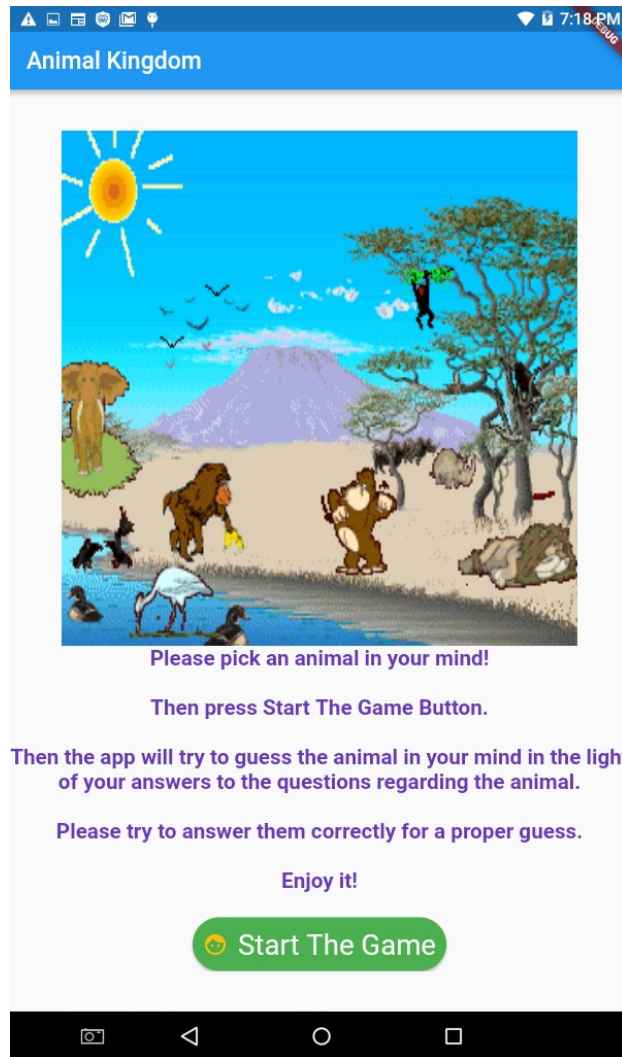 7:18 PM
DEBUG
Animal Kingdom
Please pick an animal in your mind!
Then press Start The Game Button.
Then the app will try to guess the animal in your mind in the ligh
of your answers to the questions regarding the animal.
Please try to answer them correctly for a proper guess.
Enjoy it!
Start The Game